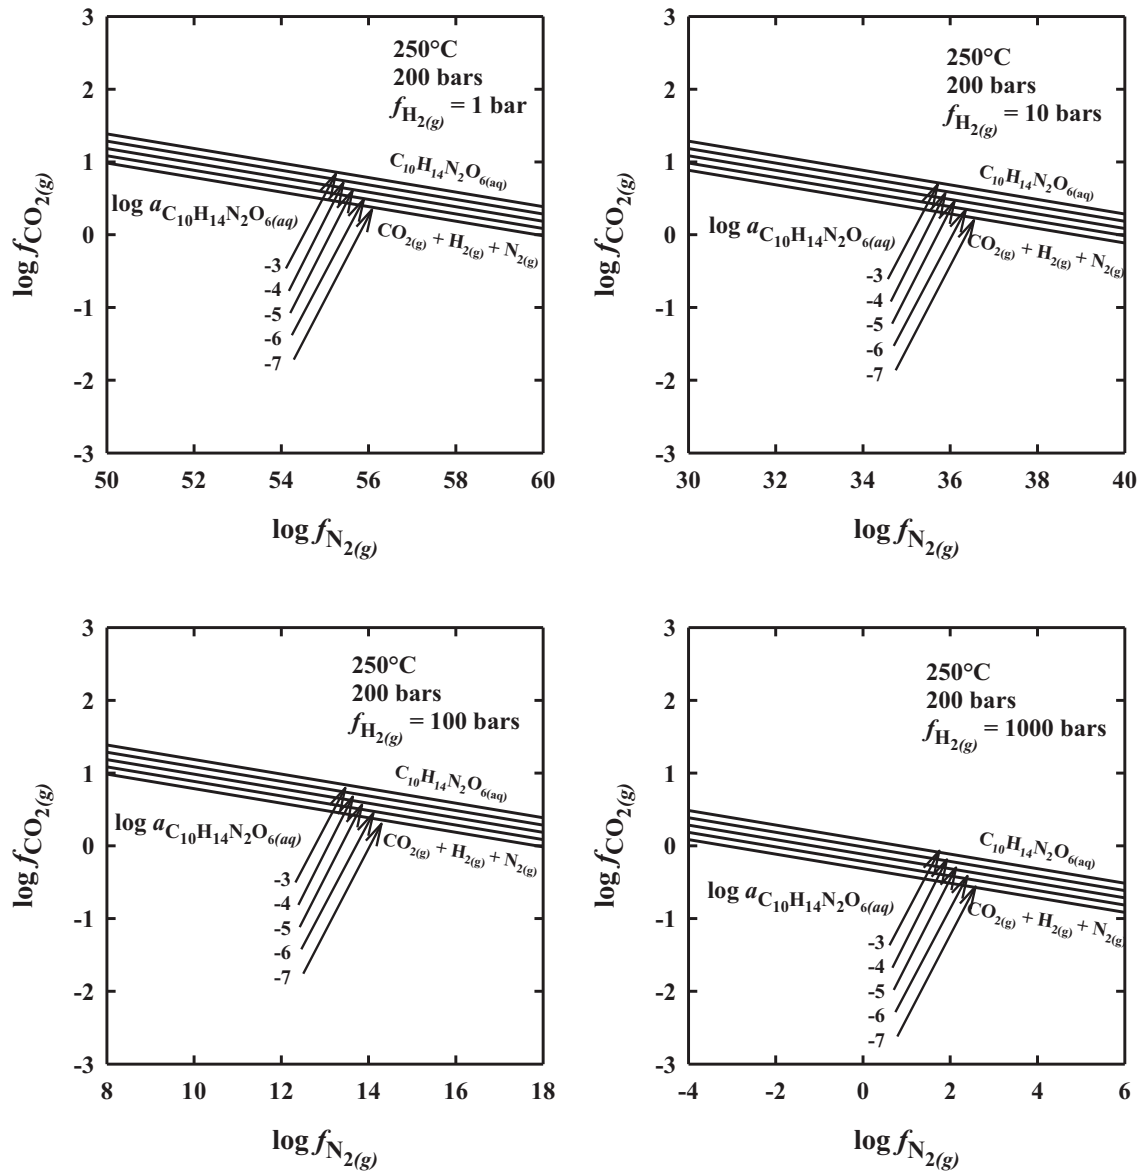 3
2
1
0
-1
-2
-3
log fCO2(g)
250°C
200 bars
fH2(g) = 1 bar
C10H14N2O6(aq)
log aC10H14N2O6(aq)
CO2(g) + H2(g) + N2(g)
-3
-4
-5
-6
-7
50 52 54 56 58 60
log fN2(g)
3
2
1
0
-1
-2
-3
log fCO2(g)
250°C
200 bars
fH2(g) = 10 bars
C10H14N2O6(aq)
log aC10H14N2O6(aq)
CO2(g) + H2(g) + N2(g)
-3
-4
-5
-6
-7
30 32 34 36 38 40
log fN2(g)
3
2
1
0
-1
-2
-3
log fCO2(g)
250°C
200 bars
fH2(g) = 100 bars
C10H14N2O6(aq)
log aC10H14N2O6(aq)
CO2(g) + H2(g) + N2(g)
-3
-4
-5
-6
-7
8 10 12 14 16 18
log fN2(g)
3
2
1
0
-1
-2
-3
log fCO2(g)
250°C
200 bars
fH2(g) = 1000 bars
C10H14N2O6(aq)
log aC10H14N2O6(aq)
CO2(g) + H2(g) + N2(g)
-3
-4
-5
-6
-7
-4 -2 0 2 4 6
log fN2(g)